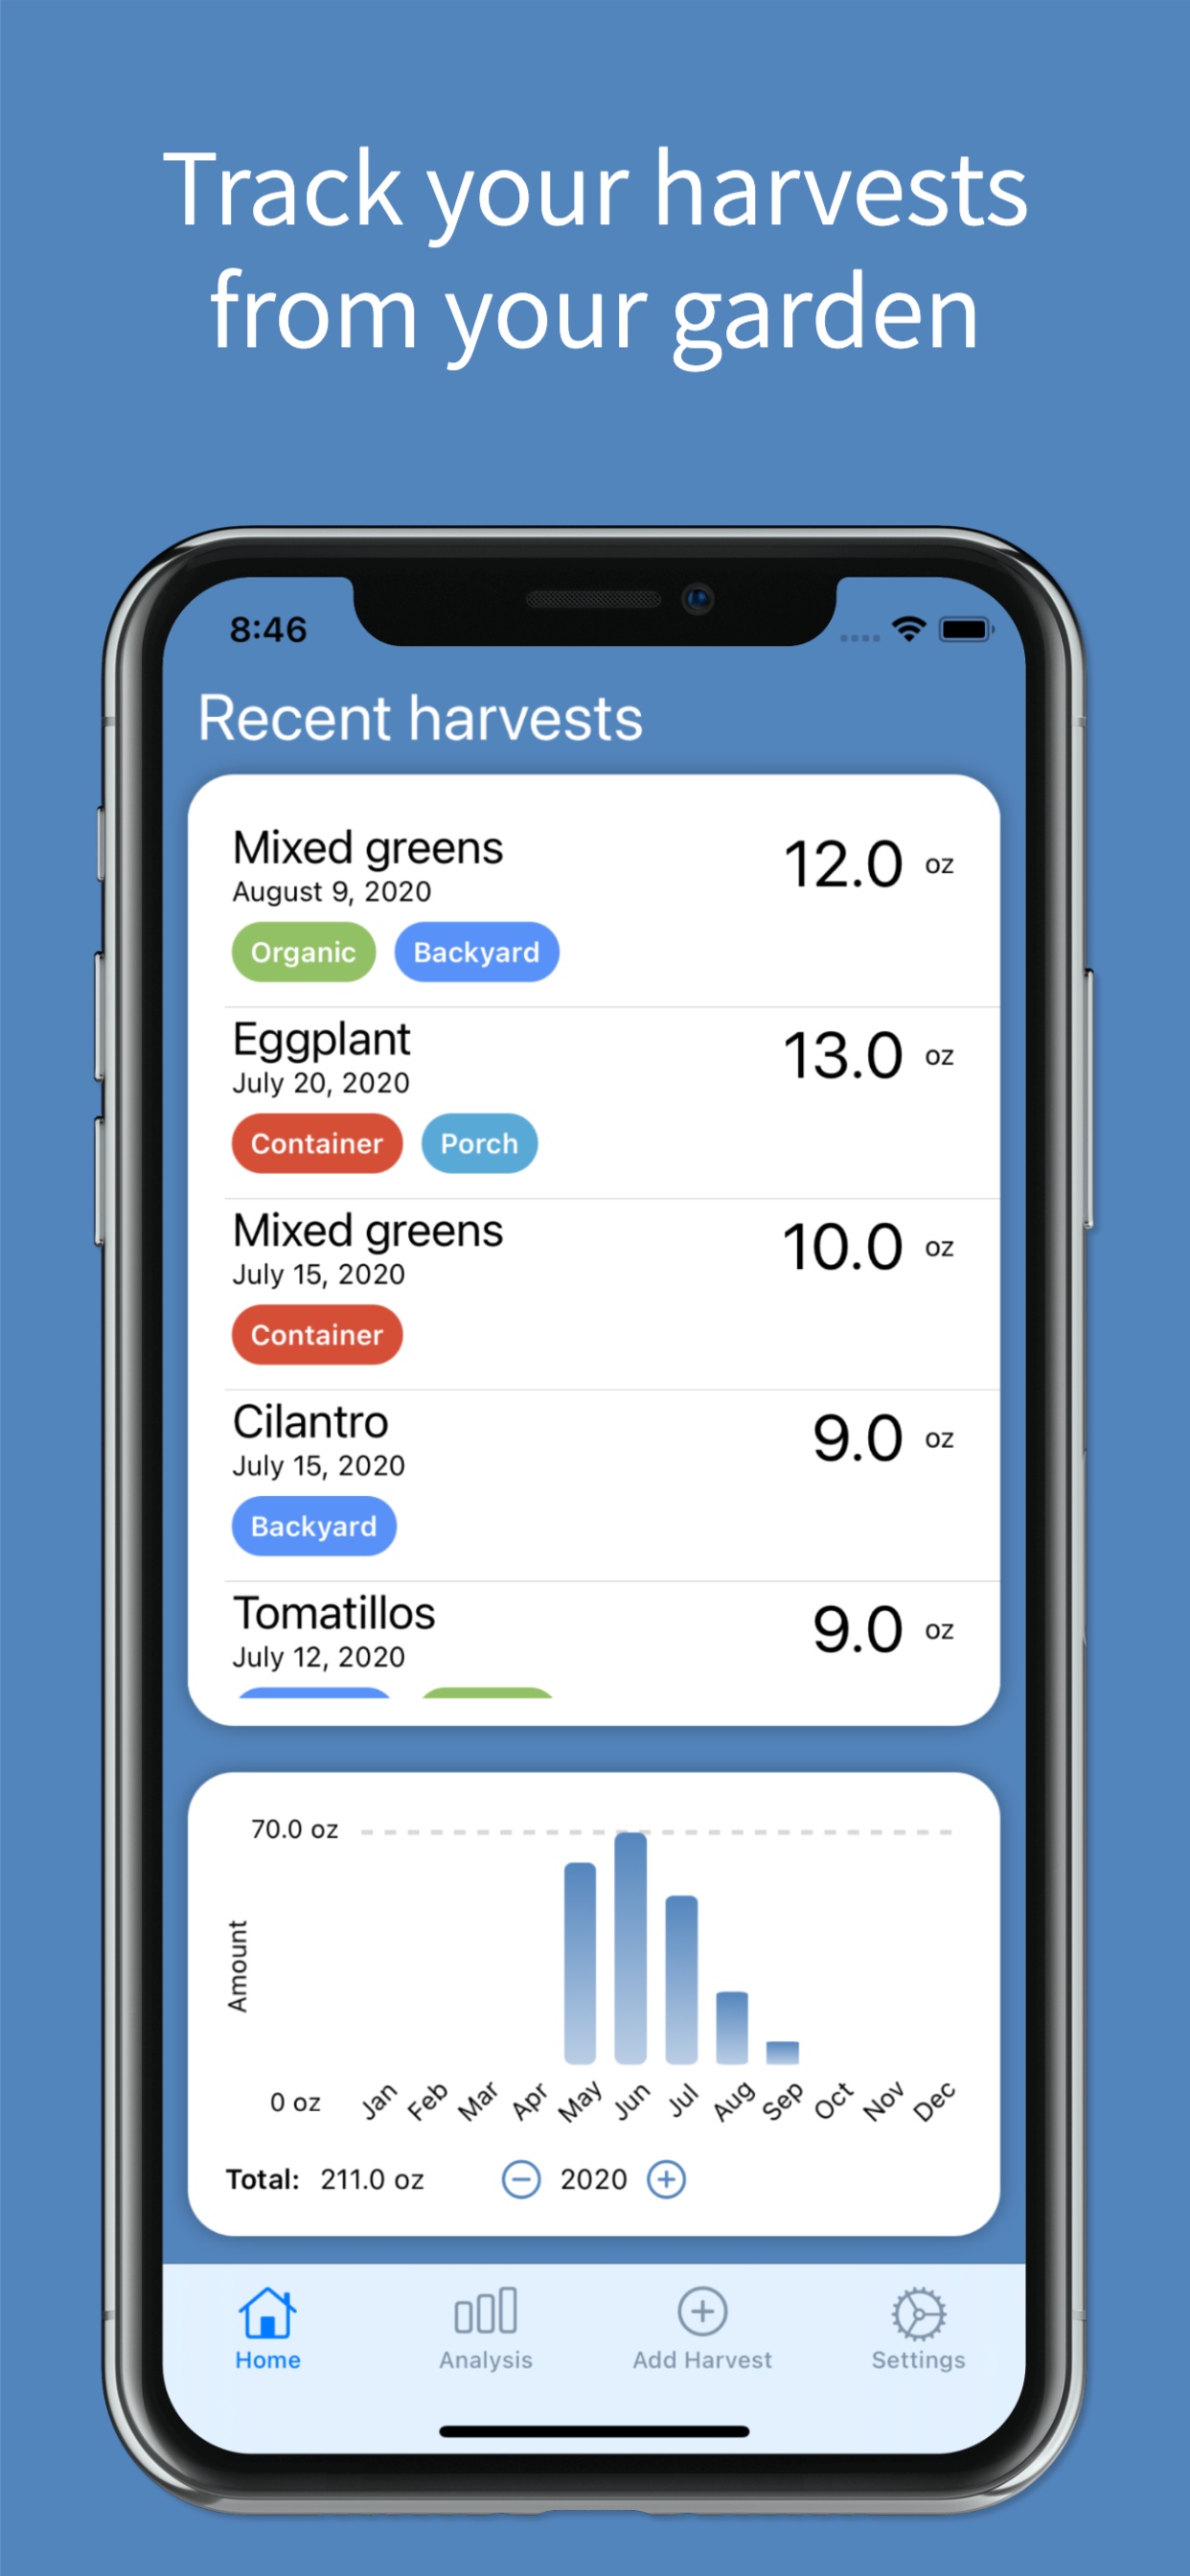 Track your harvests
from your garden
8:46
Recent harvests
Mixed greens
12.0 oz
August 9, 2020
Organic Backyard
Eggplant
13.0 oz
July 20, 2020
Container Porch
Mixed greens
10.0 oz
July 15, 2020
Container
Cilantro
9.0 oz
July 15, 2020
Backyard
Tomatillos
9.0 oz
July 12, 2020
70.0 oz
Amount
0 oz
Jan Feb Mar Apr May Jun Jul Aug Sep Oct Nov Dec
Total: 211.0 oz 2020
Home Analysis Add Harvest Settings